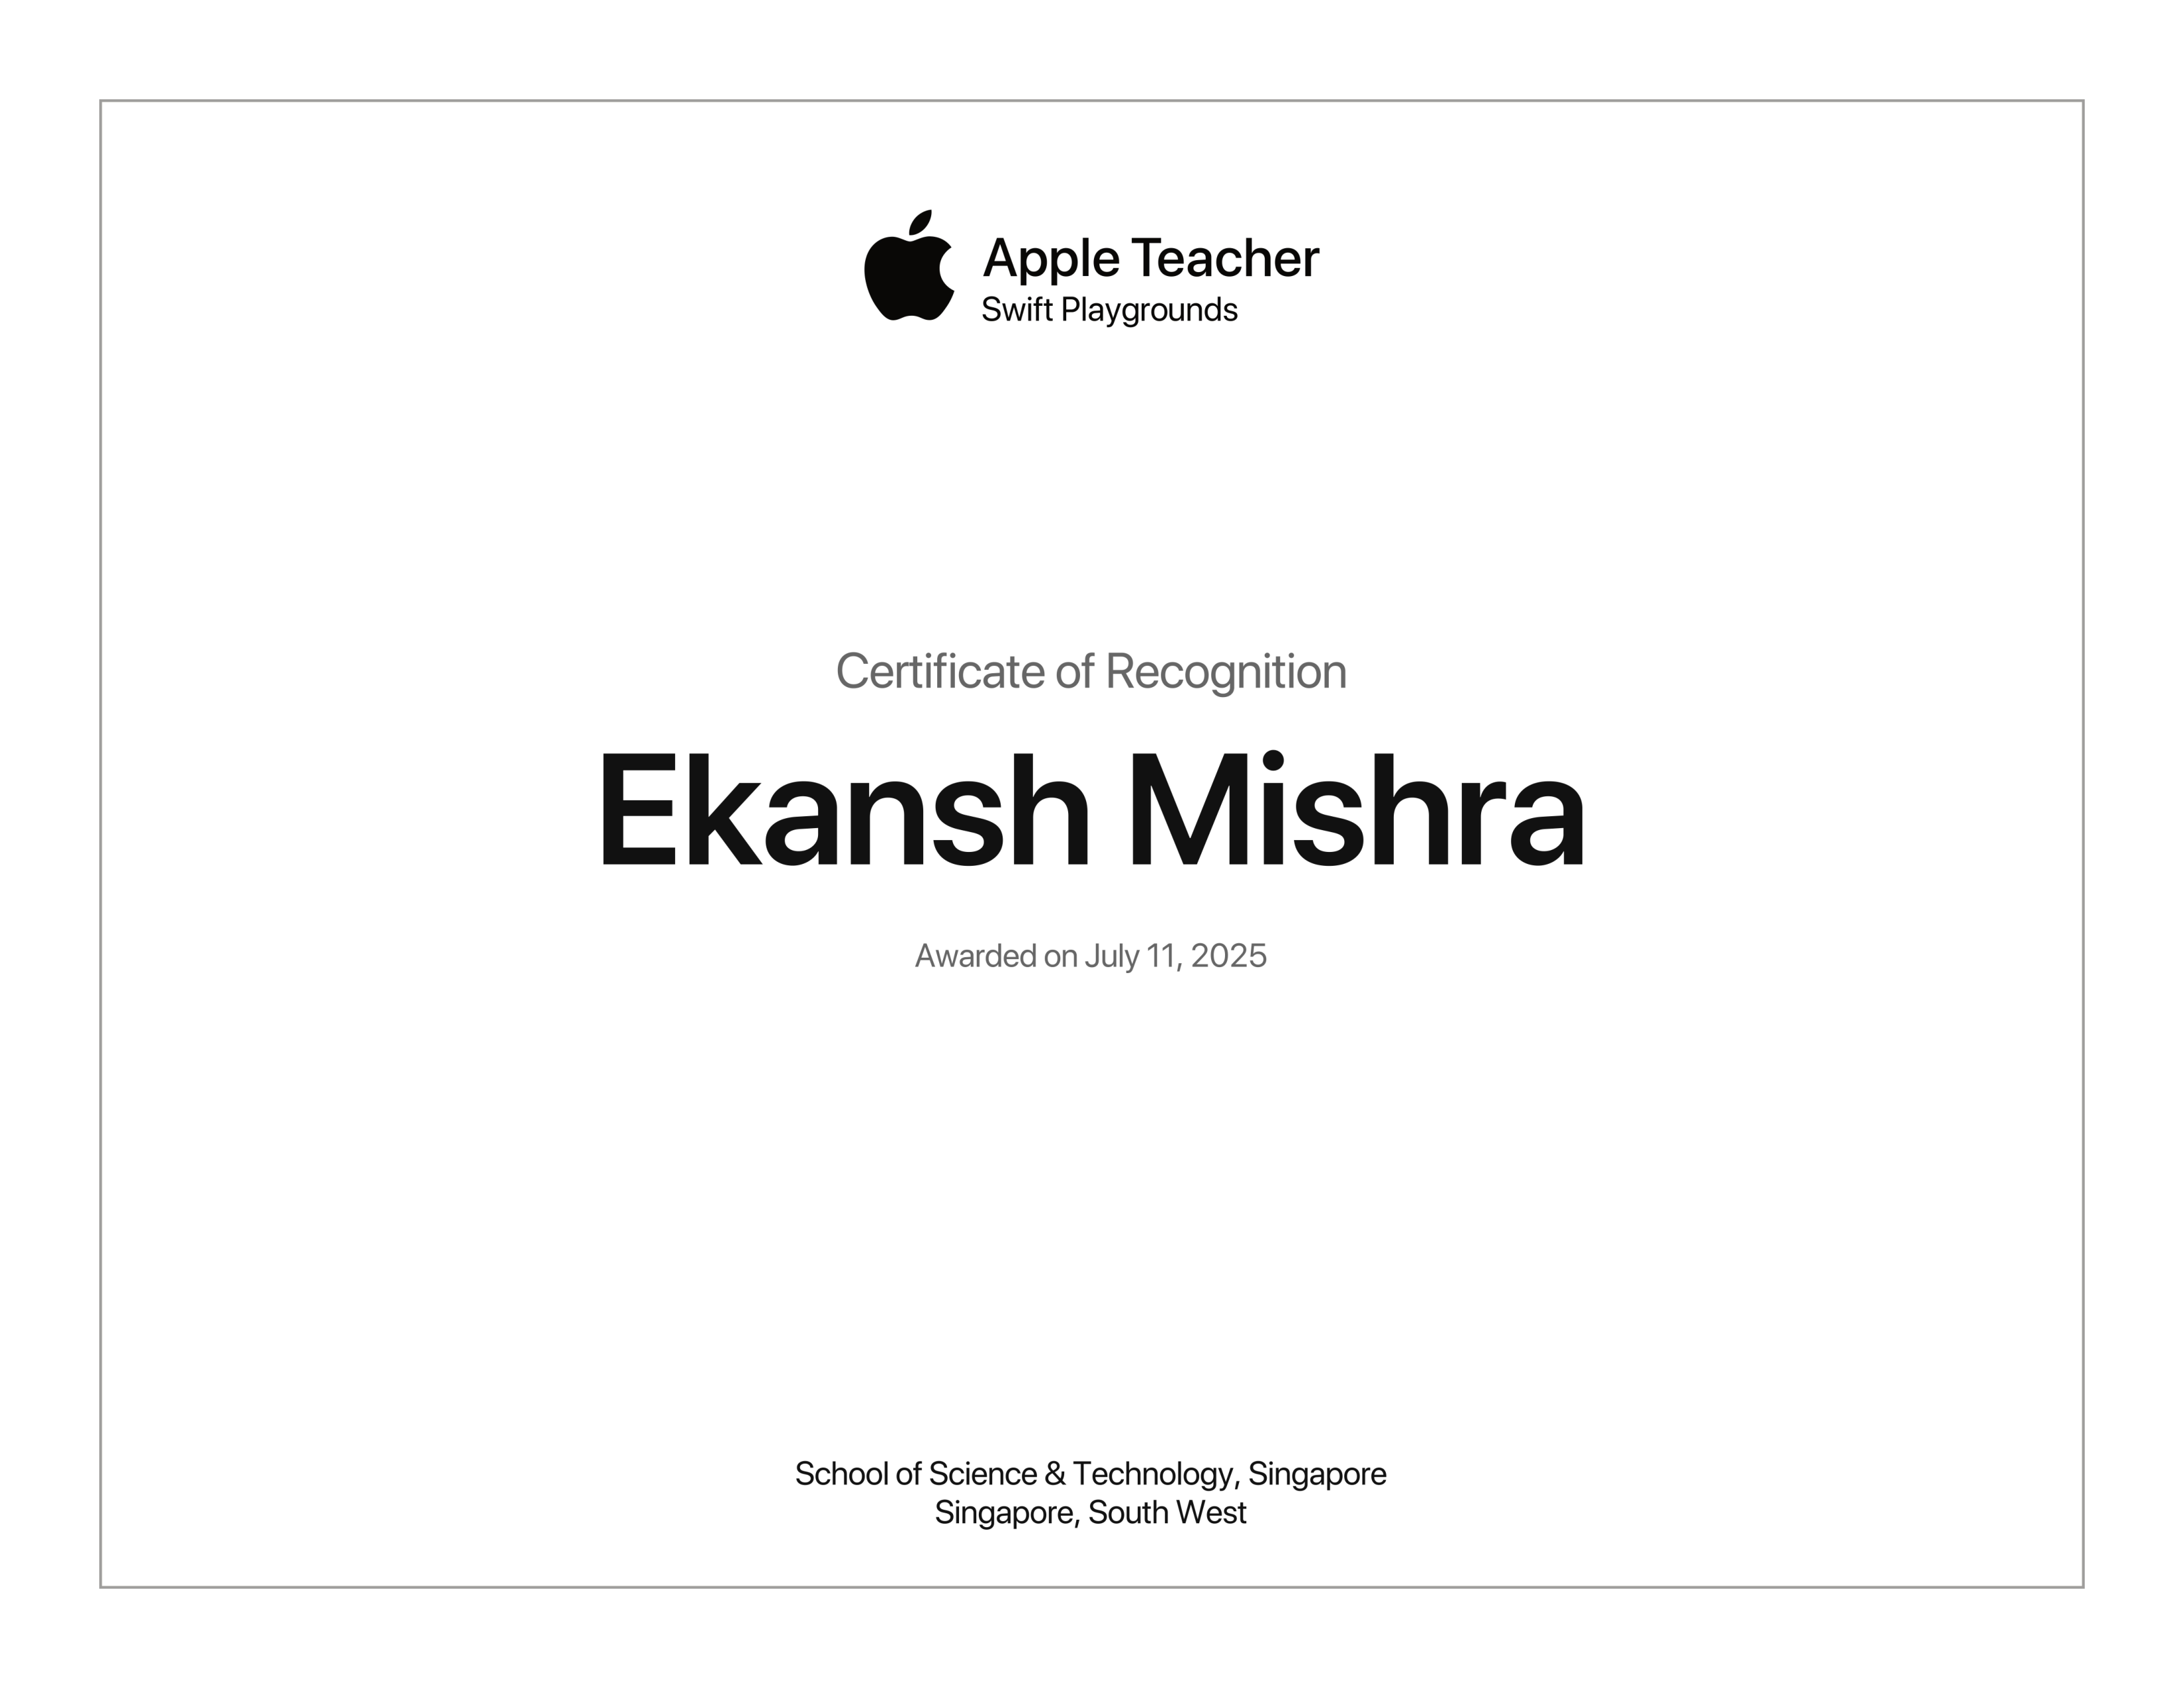 Apple Teacher
Swift Playgrounds
Certificate of Recognition
Ekansh Mishra
Awarded on July 11, 2025
School of Science & Technology, Singapore
Singapore, South West